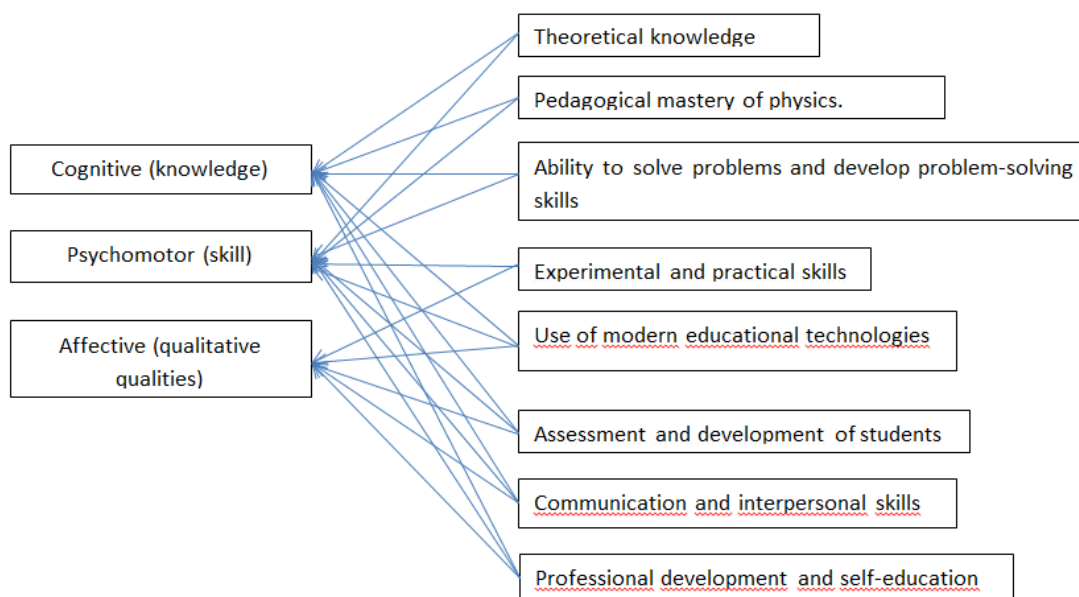 Theoretical knowledge
Pedagogical mastery of physics.
Cognitive (knowledge)
Ability to solve problems and develop problem-solving
skills
Psychomotor (skill)
Experimental and practical skills
Affective (qualitative
qualities)
Use of modern educational technologies
Assessment and development of students
Communication and interpersonal skills
Professional development and self-education